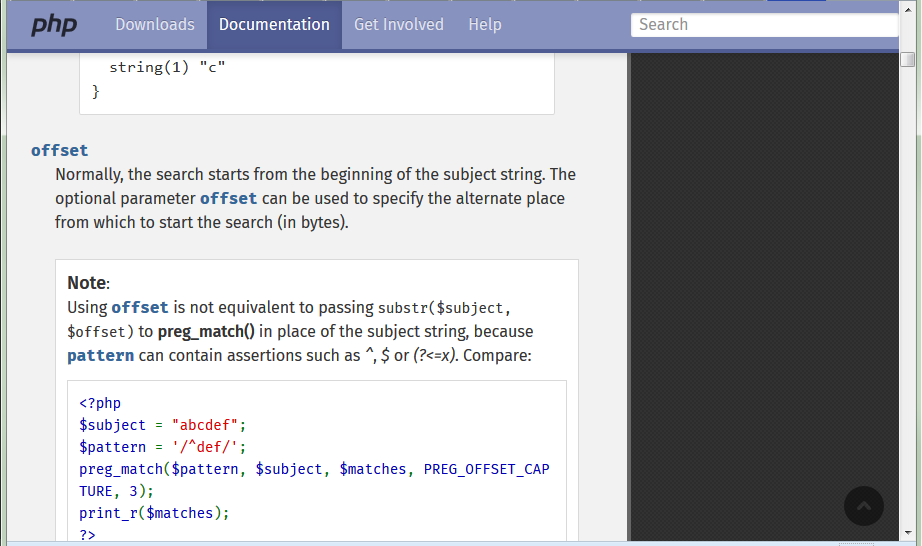 php Downloads Documentation Get Involved Help Search
string(1) "c"
}
offset
Normally, the search starts from the beginning of the subject string. The
optional parameter offset can be used to specify the alternate place
from which to start the search (in bytes).
Note:
Using offset is not equivalent to passing substr($subject,
$offset) to preg_match() in place of the subject string, because
pattern can contain assertions such as ^, $ or (?<=x). Compare:
<?php
$subject = "abcdef";
$pattern = '/^def/';
preg_match($pattern, $subject, $matches, PREG_OFFSET_CAP
TURE, 3);
print_r($matches);
?>